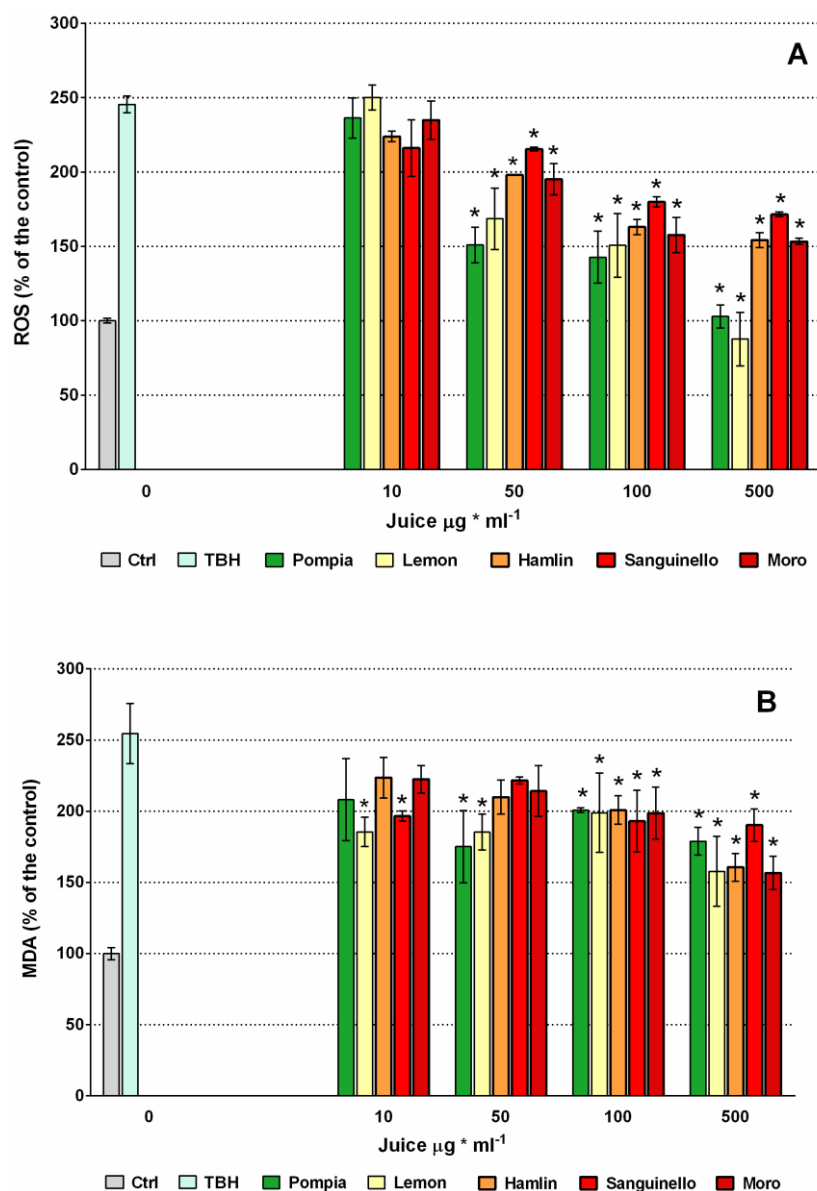 A
300
250
200
150
100
50
0
ROS (% of the control)
* * * * * * * * * * * * * * *
0 10 50 100 500
Juice µg * ml⁻¹
Ctrl TBH Pompia Lemon Hamlin Sanguinello Moro
B
300
250
200
150
100
50
0
MDA (% of the control)
* * * * * * * * * * * * * *
0 10 50 100 500
Juice µg * ml⁻¹
Ctrl TBH Pompia Lemon Hamlin Sanguinello Moro